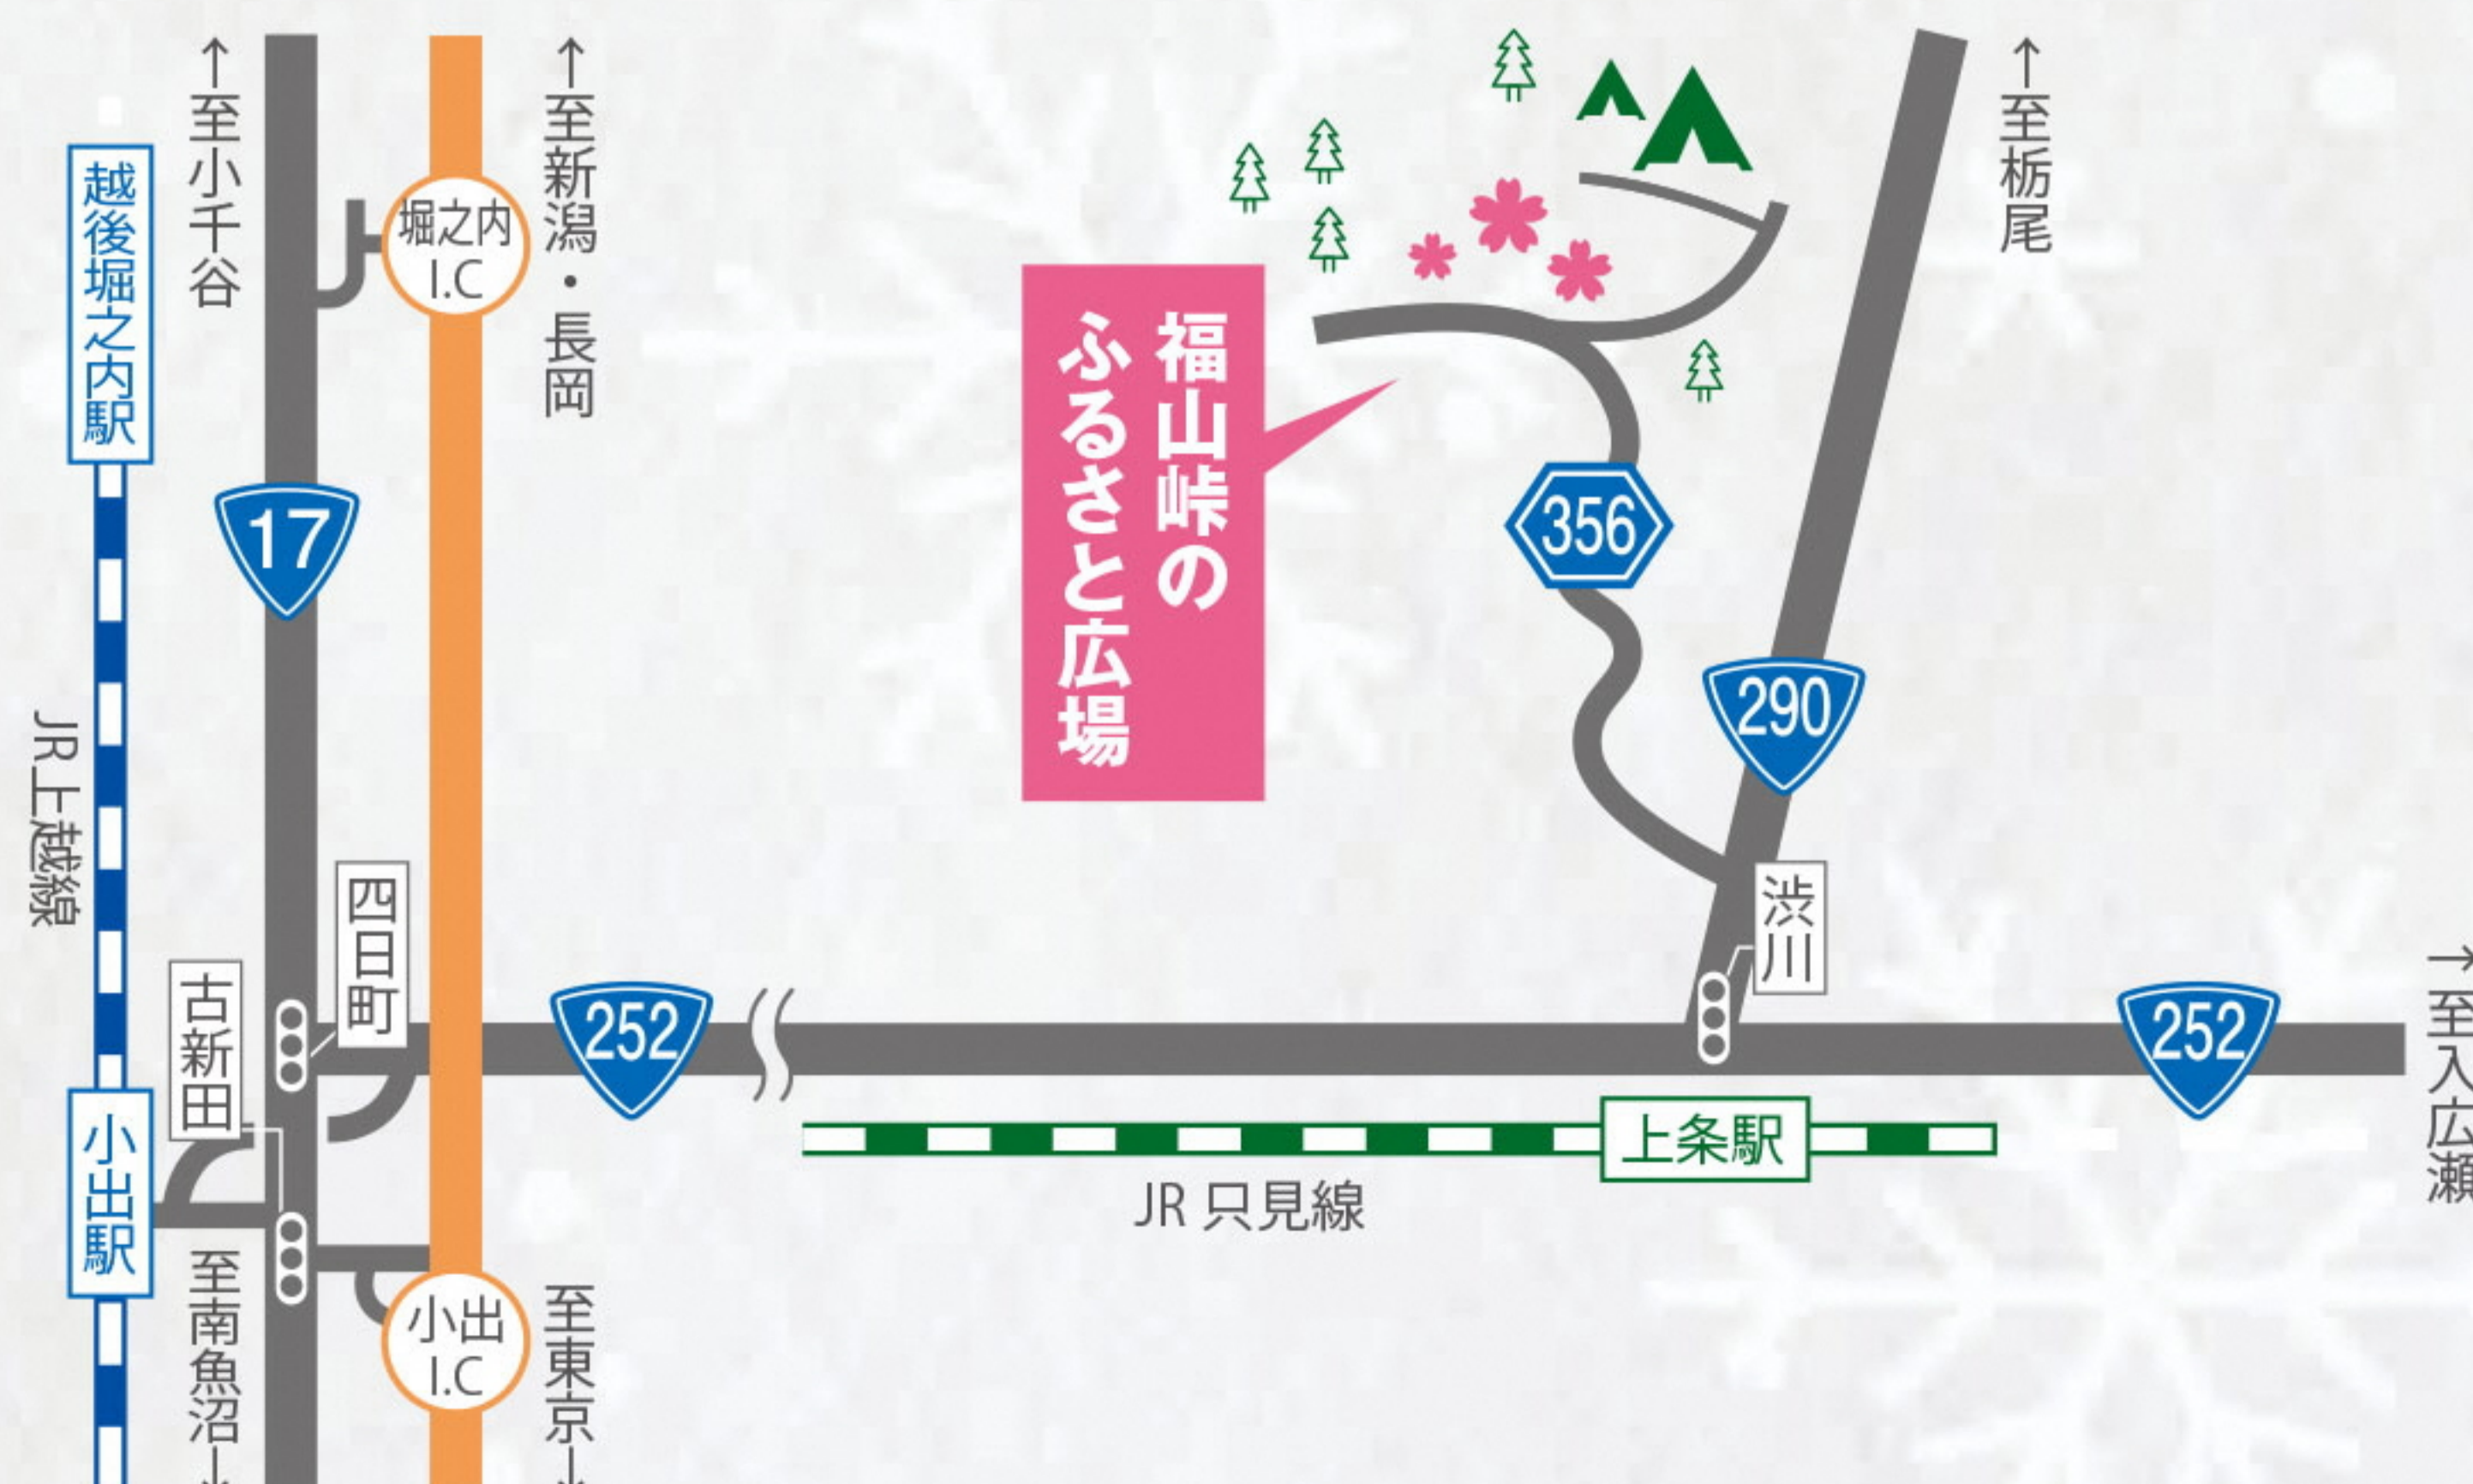 ↑至小千谷
↑至新潟・長岡
↑至栃尾
越後堀之内駅
堀之内
I.C
福山峠の
ふるさと広場
17
356
290
JR上越線
四日町
渋川
古新田
252
252
→至入広瀬
小出駅
上条駅
JR 只見線
至南魚沼↓
小出
I.C
至東京↓